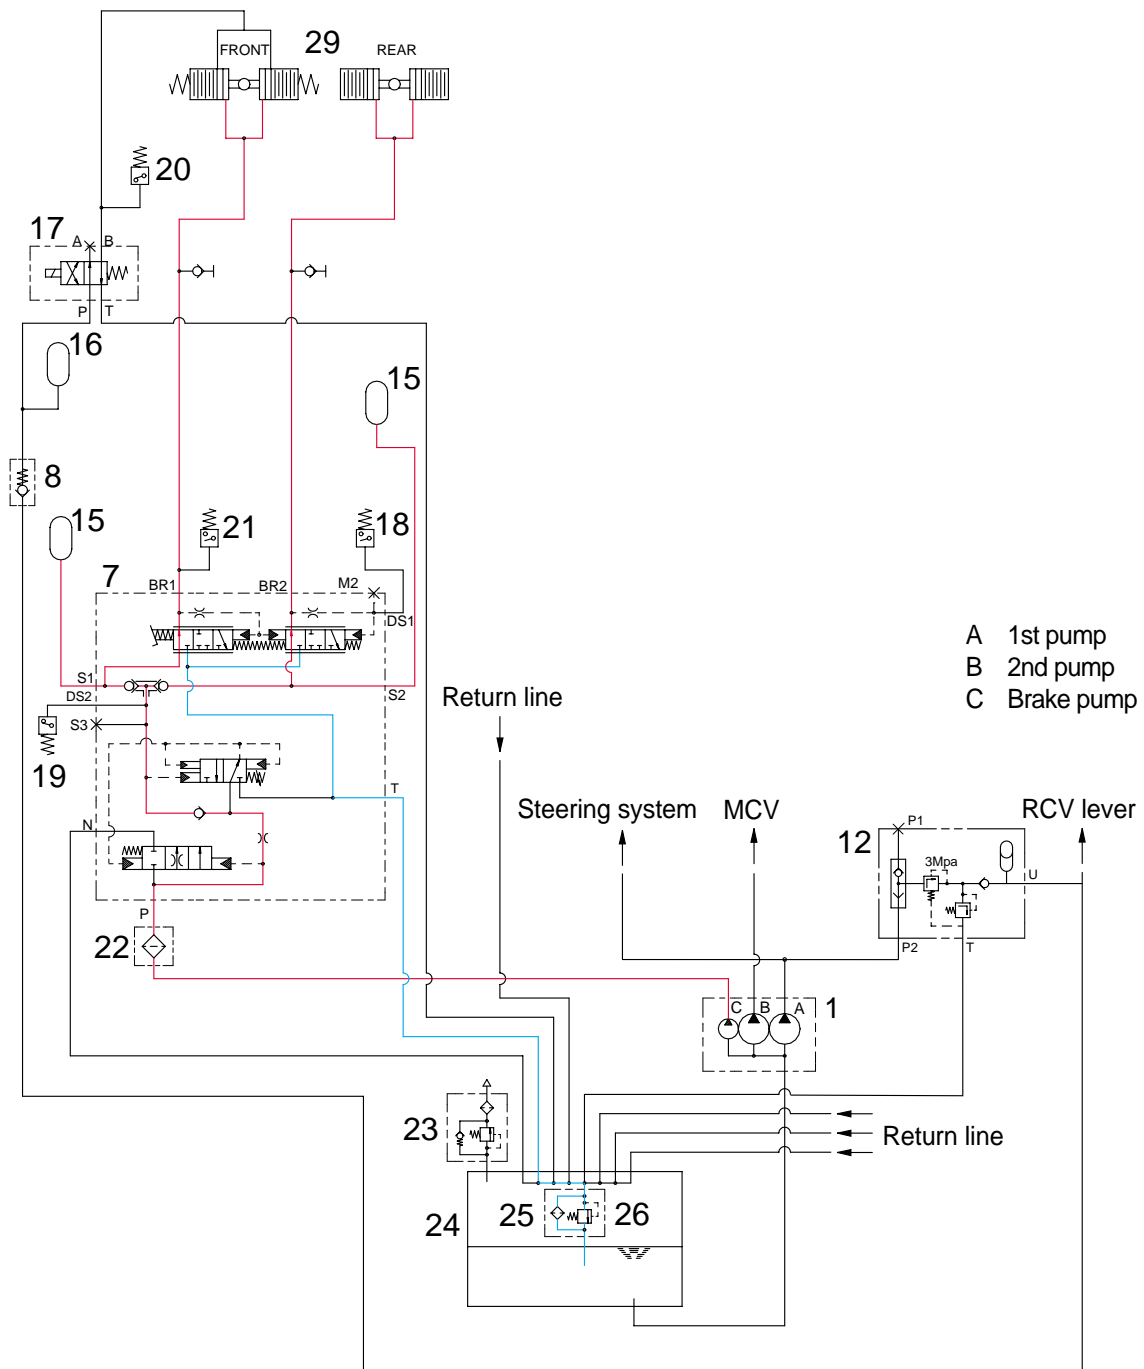 FRONT
29
REAR
20
17
A
B
P
T
16
15
8
15
21
18
7
BR1
BR2
M2
DS1
A 1st pump
B 2nd pump
C Brake pump
S1
S2
DS2
Return line
S3
19
T
Steering system
MCV
RCV lever
P1
12
3Mpa
N
U
P
22
P2
T
C
B
A
1
23
Return line
24
25
26